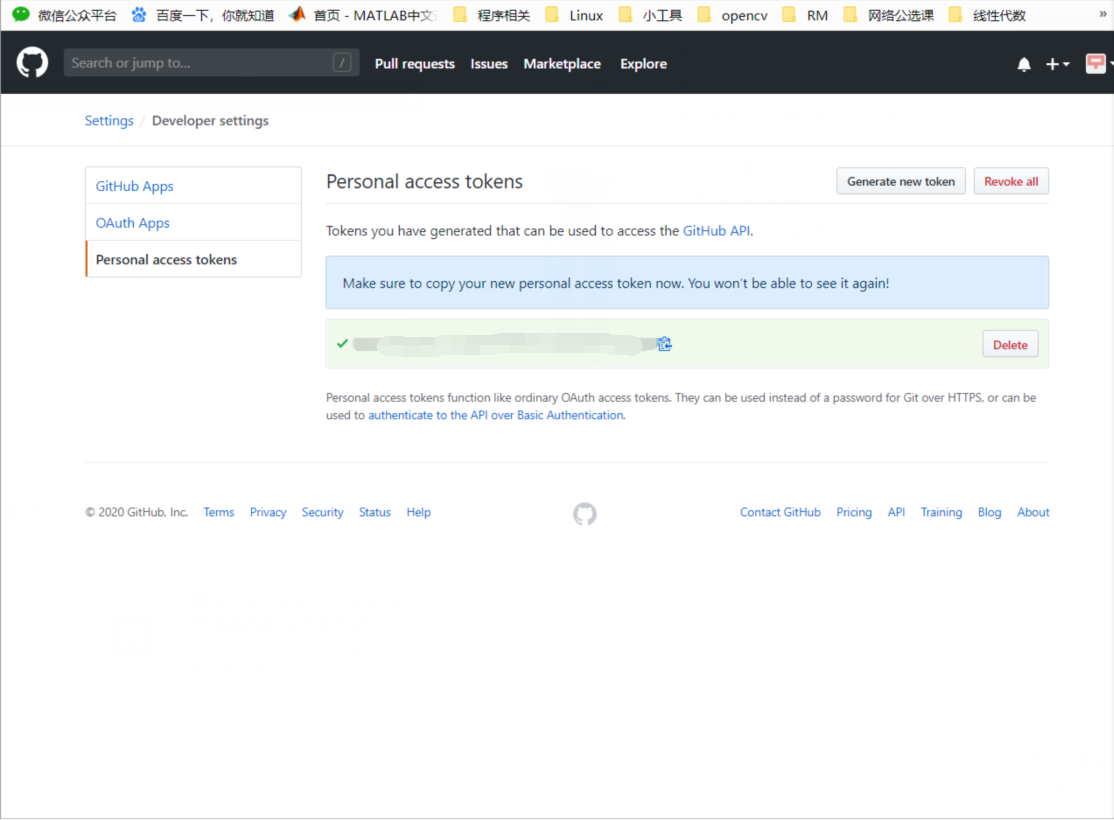 微信公众平台 百度一下，你就知道 首页 - MATLAB中文 程序相关 Linux 小工具 opencv RM 网络公选课 线性代数 »
Search or jump to... / Pull requests Issues Marketplace Explore
Settings / Developer settings
GitHub Apps
OAuth Apps
Personal access tokens
Personal access tokens Generate new token Revoke all
Tokens you have generated that can be used to access the GitHub API.
Make sure to copy your new personal access token now. You won't be able to see it again!
Delete
Personal access tokens function like ordinary OAuth access tokens. They can be used instead of a password for Git over HTTPS, or can be
used to authenticate to the API over Basic Authentication.
© 2020 GitHub, Inc. Terms Privacy Security Status Help Contact GitHub Pricing API Training Blog About